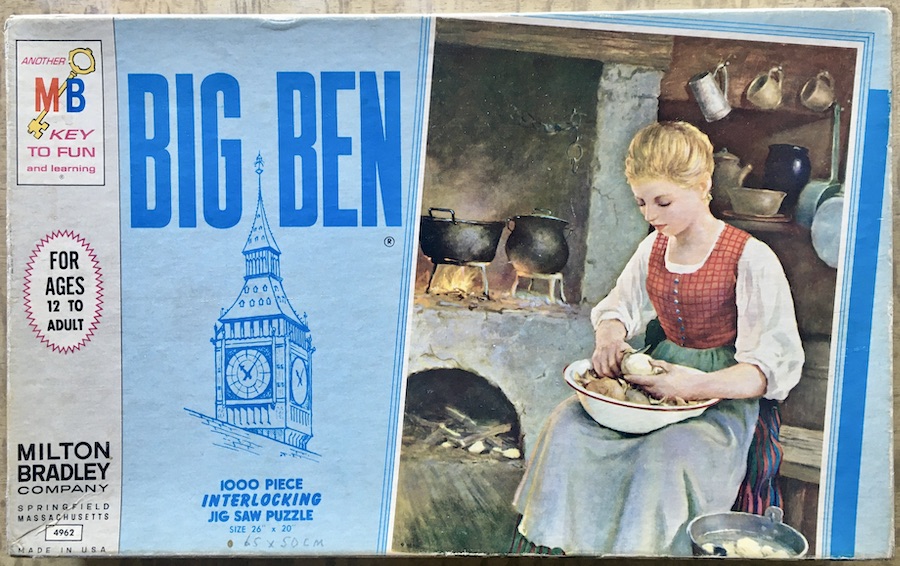 ANOTHER
MB
KEY
TO FUN
and learning
®
FOR
AGES
12 TO
ADULT
MILTON
BRADLEY
COMPANY
SPRINGFIELD
MASSACHUSETTS
4962
MADE IN USA
BIG BEN
®
1000 PIECE
INTERLOCKING
JIG SAW PUZZLE
SIZE 26" x 20"
65 x 50 CM